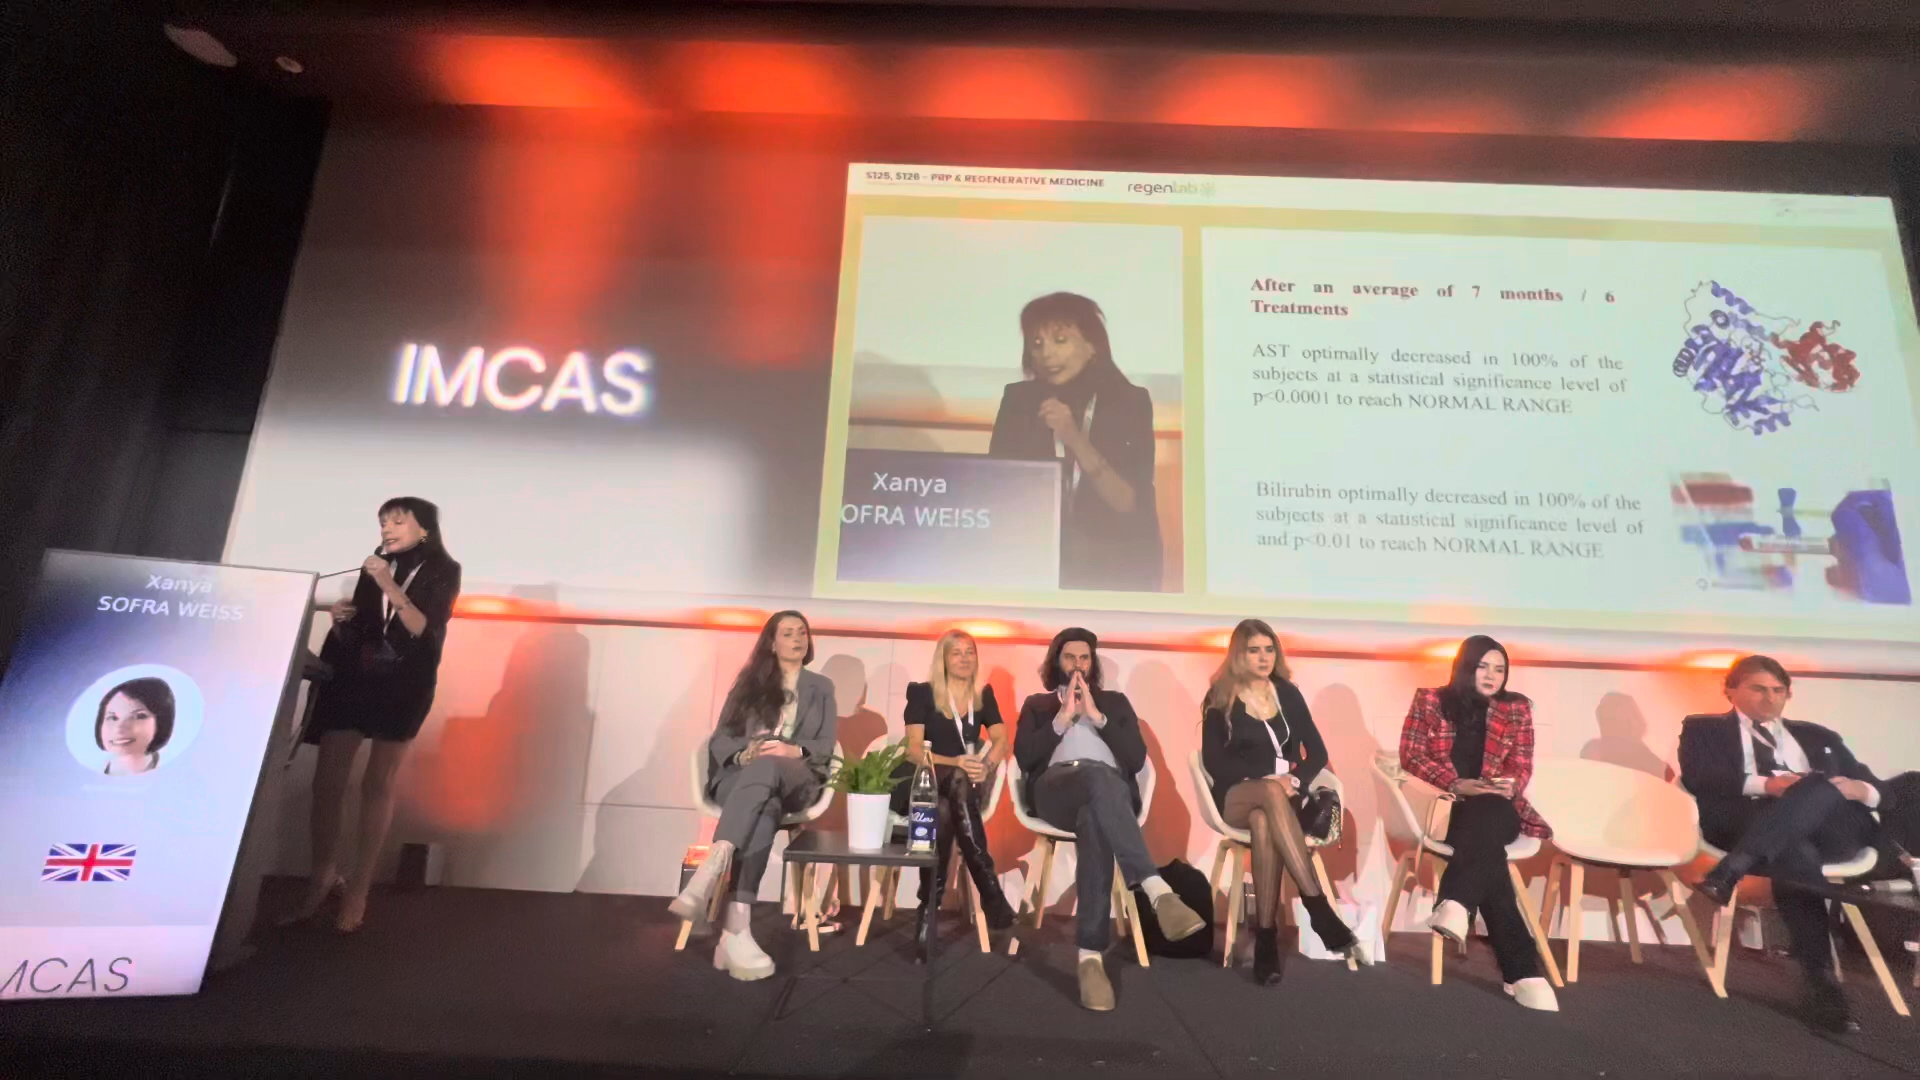 S125, S126 - PRP & REGENERATIVE MEDICINE
regenlab
IMCAS
After an average of 7 months / 6
Treatments
AST optimally decreased in 100% of the
subjects at a statistical significance level of
p<0.0001 to reach NORMAL RANGE
Bilirubin optimally decreased in 100% of the
subjects at a statistical significance level of
and p<0.01 to reach NORMAL RANGE
Xanya
OFRA WEISS
Xanya
SOFRA WEISS
MCAS